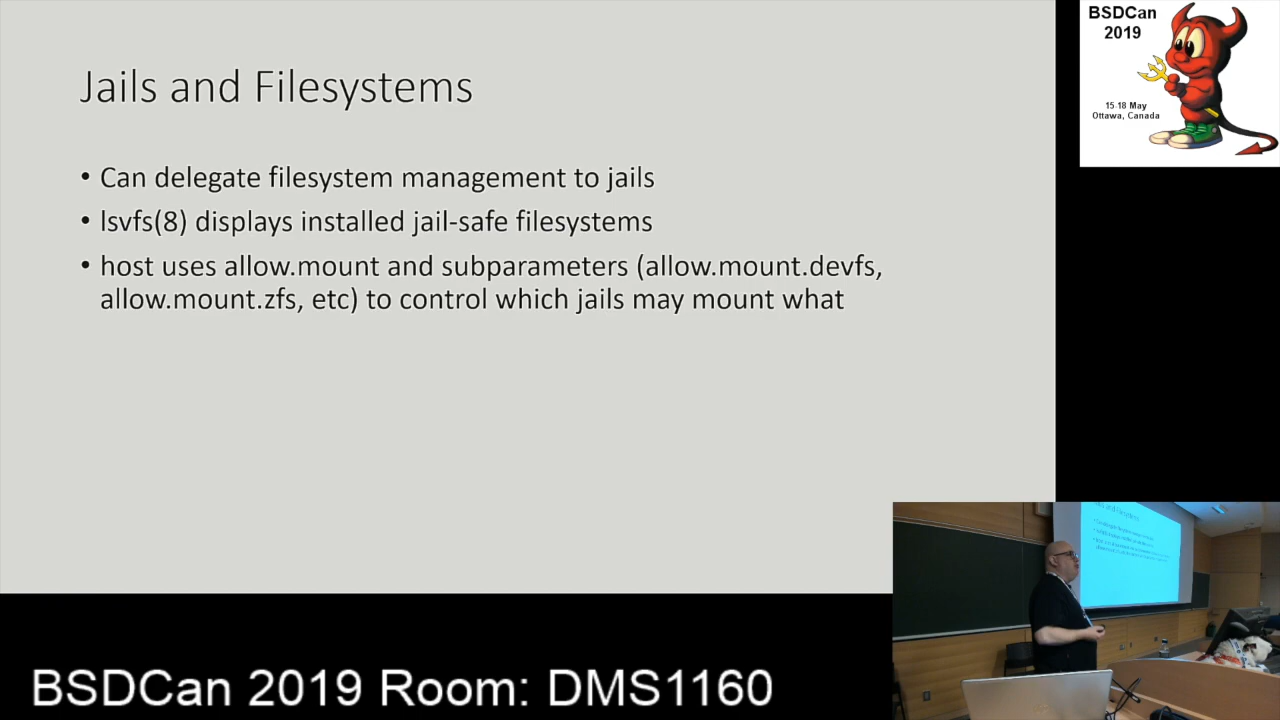 Jails and Filesystems
• Can delegate filesystem management to jails
• lsvfs(8) displays installed jail-safe filesystems
• host uses allow.mount and subparameters (allow.mount.devfs,
allow.mount.zfs, etc) to control which jails may mount what
BSDCan
2019
15-18 May
Ottawa, Canada
BSDCan 2019 Room: DMS1160